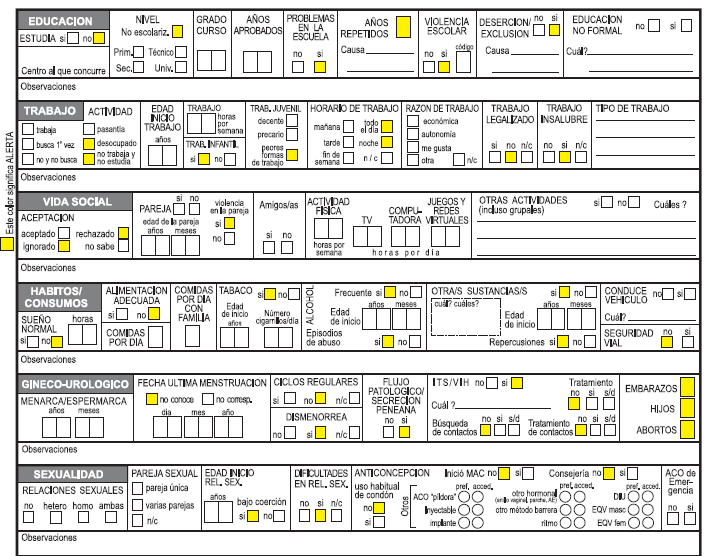 EDUCACION
ESTUDIA si no
Centro al que concurre
NIVEL
No escolariz.
Prim. Técnico
Sec. Univ.
GRADO
CURSO
AÑOS
APROBADOS
PROBLEMAS
EN LA
ESCUELA
no si
AÑOS
REPETIDOS
Causa
VIOLENCIA
ESCOLAR
no si código
DESERCION/ no si
EXCLUSION
Causa
EDUCACION
NO FORMAL no si
Cuál?
Observaciones
TRABAJO
ACTIVIDAD
trabaja pasantía
busca 1ª vez desocupado
no y no busca no trabaja y
no estudia
EDAD
INICIO
TRABAJO
años
TRABAJO
horas
por
semana
TRAB. INFANTIL
si no
TRAB. JUVENIL
decente
precario
peores
formas
de trabajo
HORARIO DE TRABAJO
mañana todo
el día
tarde noche
fin de
semana n / c
RAZON DE TRABAJO
económica
autonomía
me gusta
otra n/c
TRABAJO
LEGALIZADO
no si n/c
TRABAJO
INSALUBRE
no si n/c
TIPO DE TRABAJO
Observaciones
Este color significa ALERTA
VIDA SOCIAL
ACEPTACION
aceptado rechazado
ignorado no sabe
PAREJA si no
edad de la pareja
años meses
violencia
en la pareja
si
no
Amigos/as
si no
ACTIVIDAD
FÍSICA
horas por
semana
TV
COMPU-
TADORA
JUEGOS Y
REDES
VIRTUALES
horas por día
OTRAS ACTIVIDADES si no Cuáles ?
(incluso grupales)
Observaciones
HABITOS/
CONSUMOS
SUEÑO
NORMAL
si no
horas
ALIMENTACION
ADECUADA
si no
COMIDAS
POR DIA
COMIDAS
POR DIA
CON
FAMILIA
TABACO si no
Edad
de inicio
años
Número
cigarrillos/día
ALCOHOL
Frecuente si no
años meses
Edad
de inicio
Episodios
de abuso si no
OTRA/S SUSTANCIAS/S si no
cuál? cuáles?
años meses
Edad
de inicio
Repercusiones si no
CONDUCE
VEHICULO no si
Cuál?
SEGURIDAD
VIAL no si
Observaciones
GINECO-UROLOGICO
MENARCA/ESPERMARCA
años meses
FECHA ULTIMA MENSTRUACION
no conoce no corresp.
dia mes año
CICLOS REGULARES
si no n/c
DISMENORREA
no si n/c
FLUJO
PATOLOGICO/
SECRECION
PENEANA
no si
ITS/VIH no si
Cuál ?
Búsqueda
de contactos
no si s/d
Tratamiento
no si s/d
Tratamiento
de contactos
no si s/d
EMBARAZOS
HIJOS
ABORTOS
Observaciones
SEXUALIDAD
RELACIONES SEXUALES
no hetero homo ambas
PAREJA SEXUAL
pareja única
varias parejas
n/c
EDAD INICIO
REL. SEX.
años
bajo coerción
si no
DIFICULTADES
EN REL. SEX.
no si n/c
ANTICONCEPCION
uso habitual
de condón
no
si
Otros
Inició MAC no si
Consejería no si
pref. acced.
ACO "píldora"
Inyectable
implante
pref. acced.
otro hormonal
(anillo vaginal, parche, AE)
otro método barrera
ritmo
pref. acced.
DIU
EQV masc
EQV fem
ACO de
Emer-
gencia
no si
Observaciones